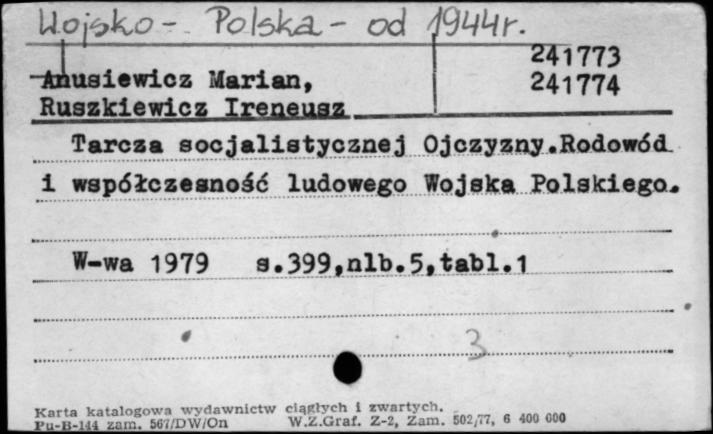 Wojsko - Polska - od 1944r.
241773
Anusiewicz Marian,
241774
Ruszkiewicz Ireneusz
Tarcza socjalistycznej Ojczyzny.Rodowód
i współczesność ludowego Wojska Polskiego.
W-wa 1979 s.399,nlb.5,tabl.1
3
Karta katalogowa wydawnictw ciągłych i zwartych.
Pu-B-144 zam. 567/DW/On W.Z.Graf. Z-2, Zam. 502/77, 6 400 000